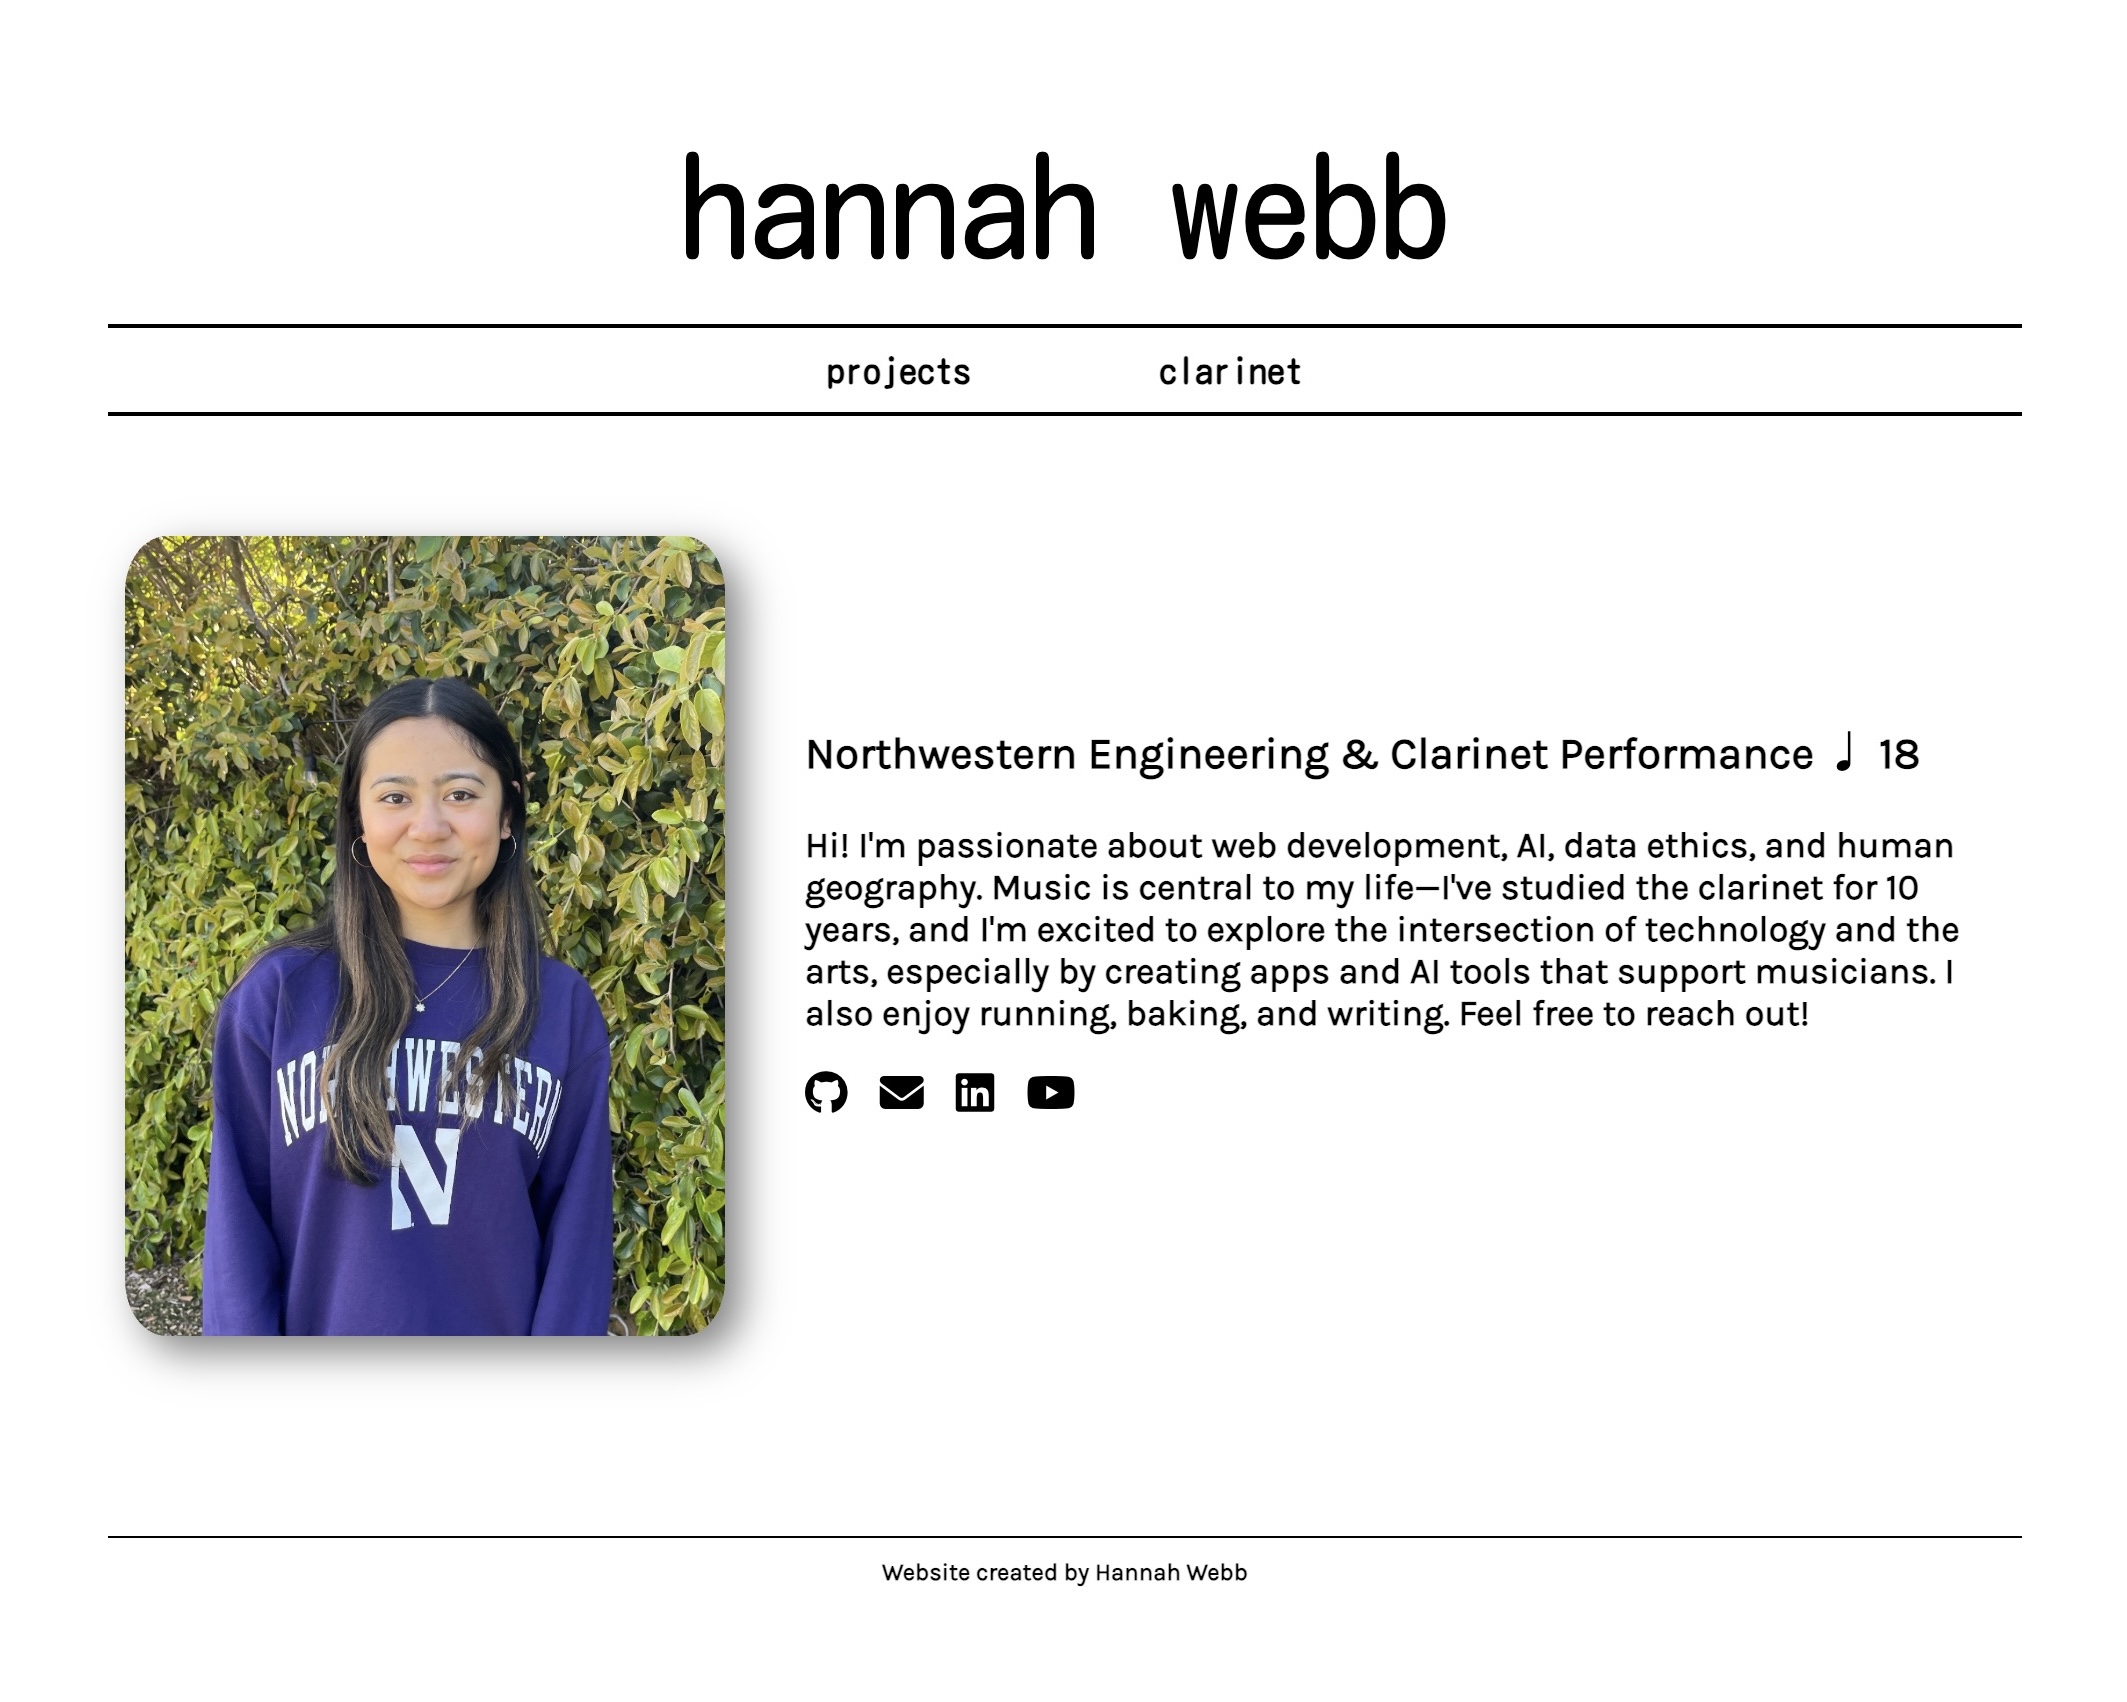 hannah webb
projects clarinet
Northwestern Engineering & Clarinet Performance ♩ 18
Hi! I'm passionate about web development, AI, data ethics, and human
geography. Music is central to my life—I've studied the clarinet for 10
years, and I'm excited to explore the intersection of technology and the
arts, especially by creating apps and AI tools that support musicians. I
also enjoy running, baking, and writing. Feel free to reach out!
NORTHWESTERN
N
in
Website created by Hannah Webb